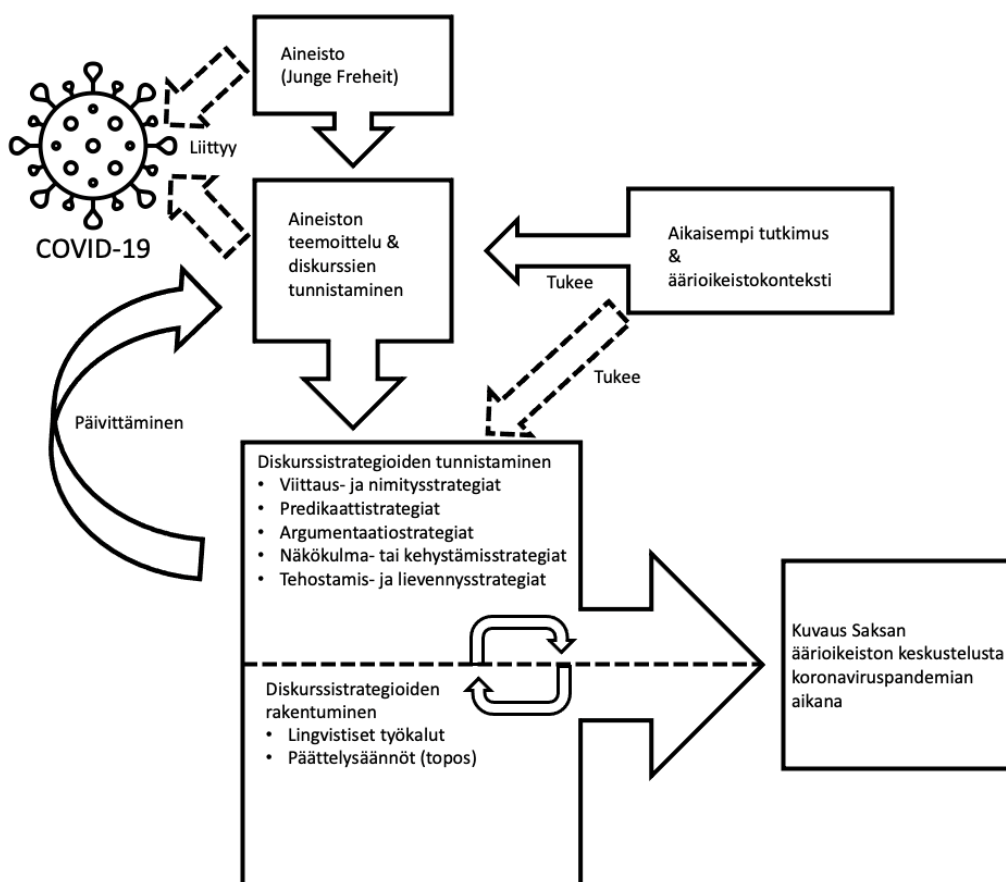 Aineisto
(Junge Freheit)
Liittyy
COVID-19
Aineiston
teemoittelu &
diskurssien
tunnistaminen
Aikaisempi tutkimus
&
äärioikeistokonteksti
Tukee
Tukee
Päivittäminen
Diskurssistrategioiden tunnistaminen
• Viittaus- ja nimitysstrategiat
• Predikaattistrategiat
• Argumentaatiostrategiat
• Näkökulma- tai kehystämisstrategiat
• Tehostamis- ja lievennysstrategiat
Diskurssistrategioiden
rakentuminen
• Lingvistiset työkalut
• Päättelysäännöt (topos)
Kuvaus Saksan
äärioikeiston keskustelusta
koronaviruspandemian
aikana